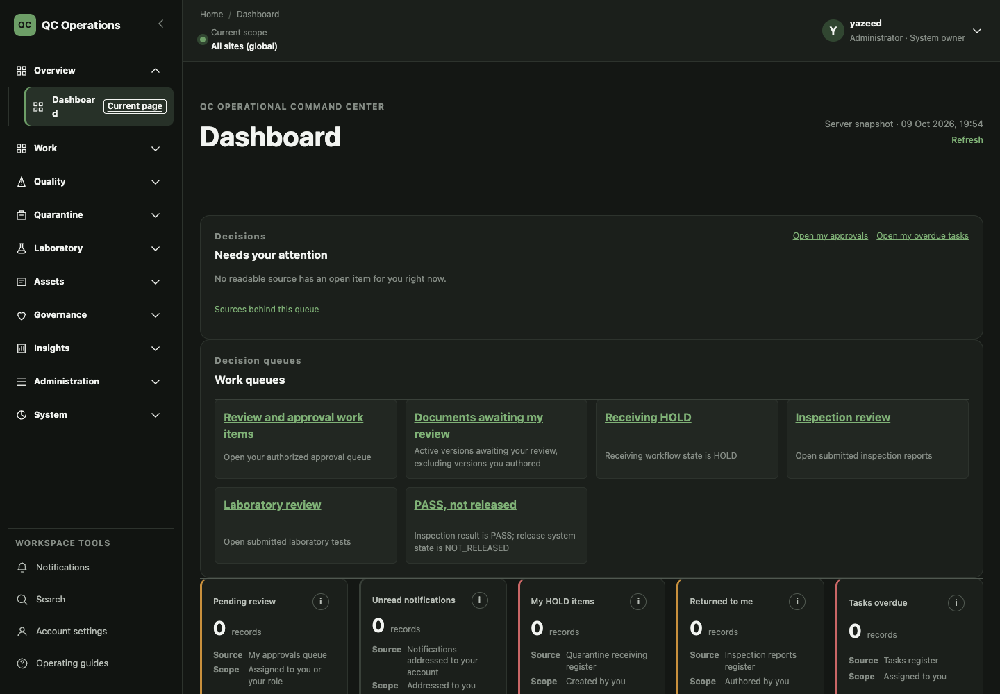 QC QC Operations
Overview
Dashboar
d
Current page
Work
Quality
Quarantine
Laboratory
Assets
Governance
Insights
Administration
System
WORKSPACE TOOLS
Notifications
Search
Account settings
Operating guides
Home / Dashboard
Current scope
All sites (global)
Y
yazeed
Administrator · System owner
QC OPERATIONAL COMMAND CENTER
Dashboard
Server snapshot · 09 Oct 2026, 19:54
Refresh
Decisions
Needs your attention
Open my approvals Open my overdue tasks
No readable source has an open item for you right now.
Sources behind this queue
Decision queues
Work queues
Review and approval work
items
Open your authorized approval queue
Documents awaiting my
review
Active versions awaiting your review,
excluding versions you authored
Receiving HOLD
Receiving workflow state is HOLD
Inspection review
Open submitted inspection reports
Laboratory review
Open submitted laboratory tests
PASS, not released
Inspection result is PASS; release system
state is NOT_RELEASED
Pending review i
0 records
Source My approvals queue
Scope Assigned to you or
your role
Unread notifications i
0 records
Source Notifications
addressed to your
account
Scope Addressed to you
My HOLD items i
0 records
Source Quarantine receiving
register
Scope Created by you
Returned to me i
0 records
Source Inspection reports
register
Scope Authored by you
Tasks overdue i
0 records
Source Tasks register
Scope Assigned to you